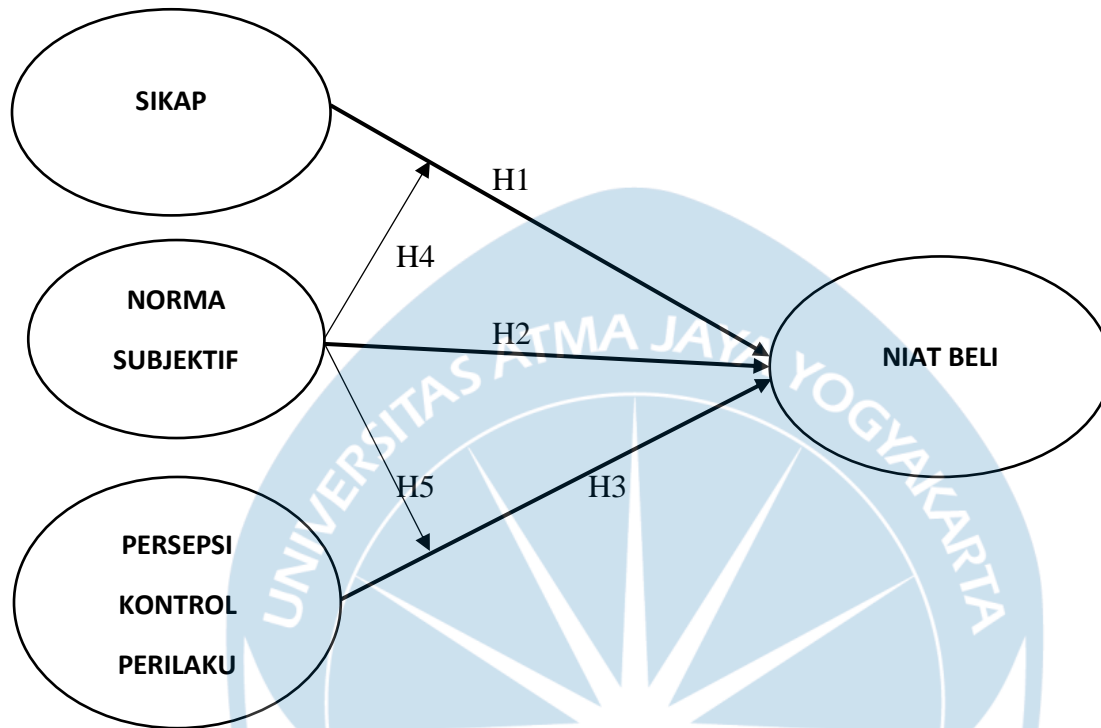 SIKAP
H1
H4
NORMA
SUBJEKTIF
H2
NIAT BELI
H5
H3
PERSEPSI
KONTROL
PERILAKU
UNIVERSITAS ATMA JAYA YOGYAKARTA